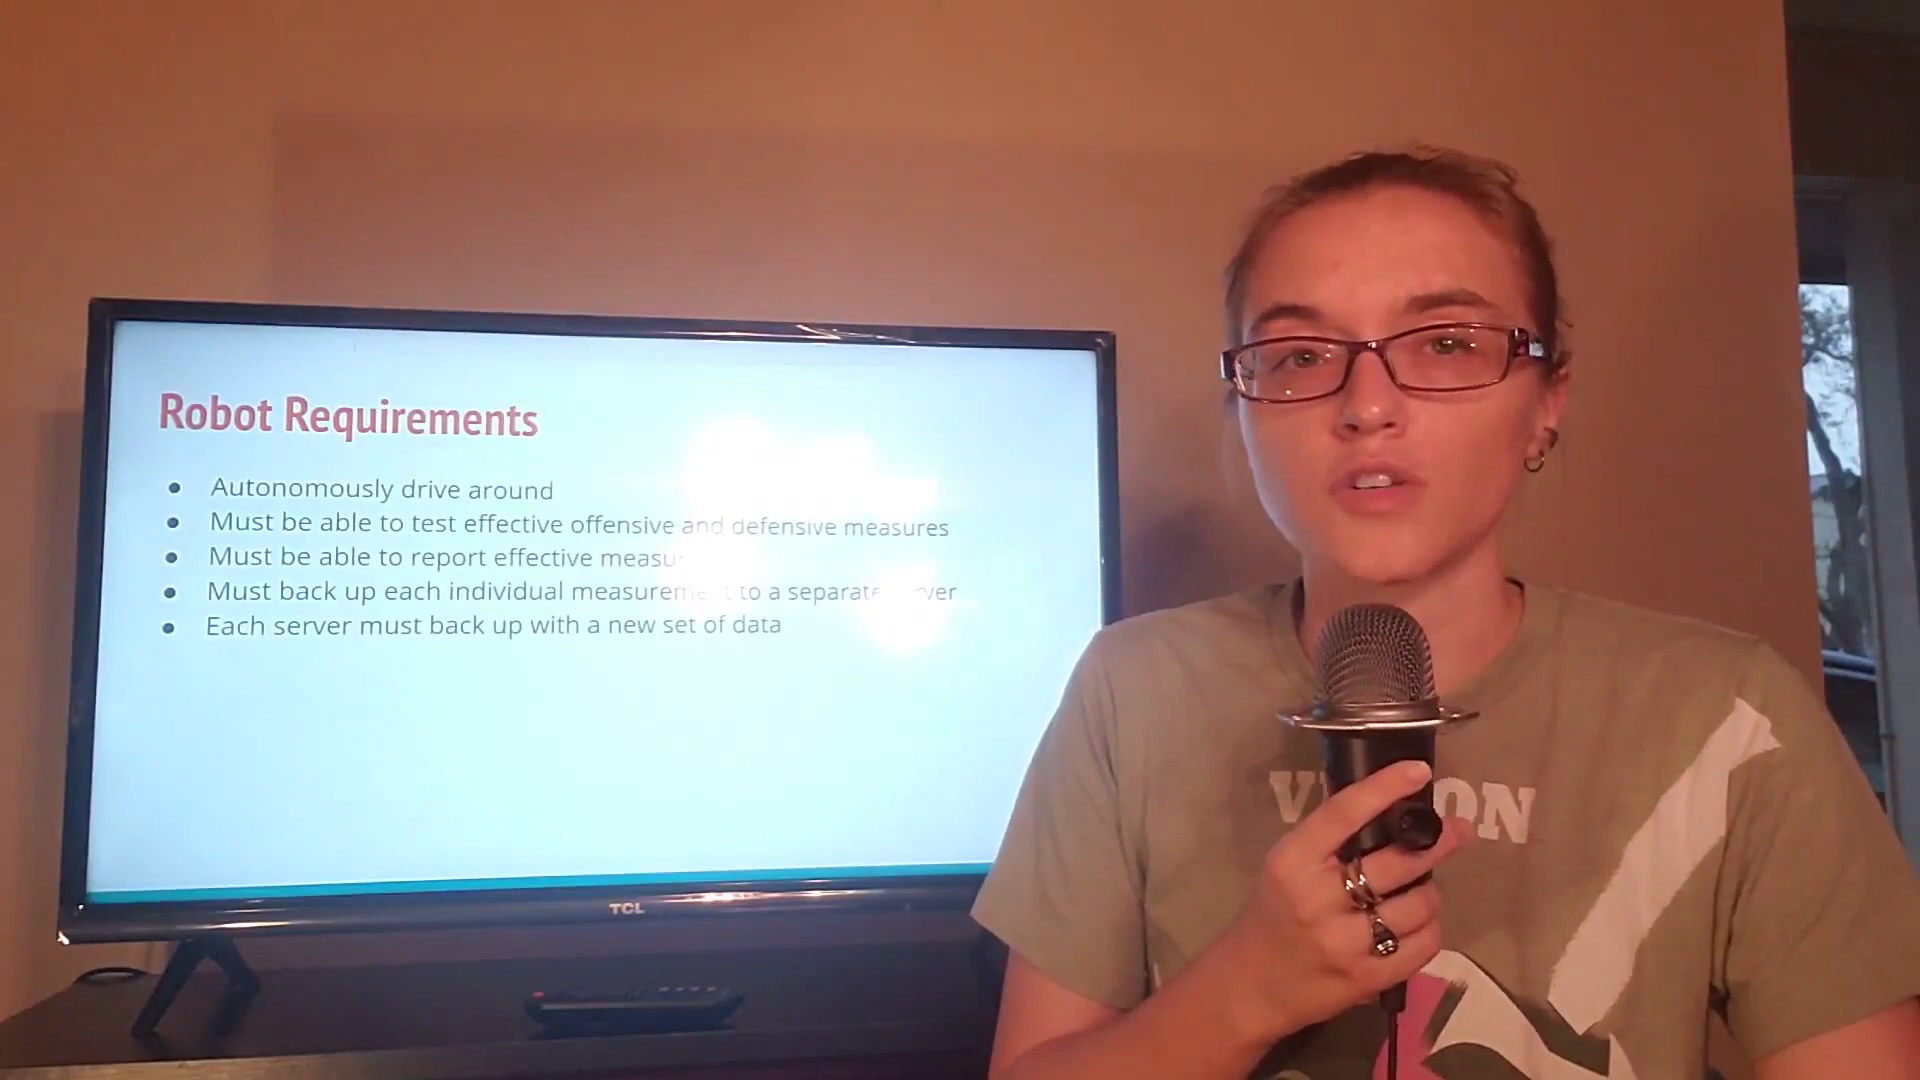 Robot Requirements
• Autonomously drive around
• Must be able to test effective offensive and defensive measures
• Must be able to report effective
• Must back up each individual to a separate
• Each server must back up with a new set of data
TCL